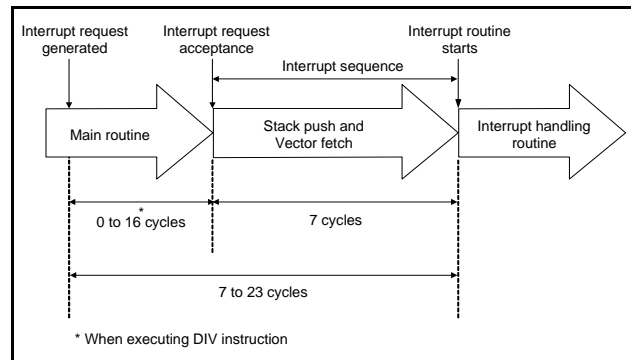 Interrupt request
generated
Interrupt request
acceptance
Interrupt routine
starts
Interrupt sequence
Main routine
Stack push and
Vector fetch
Interrupt handling
routine
*
0 to 16 cycles
7 cycles
7 to 23 cycles
* When executing DIV instruction